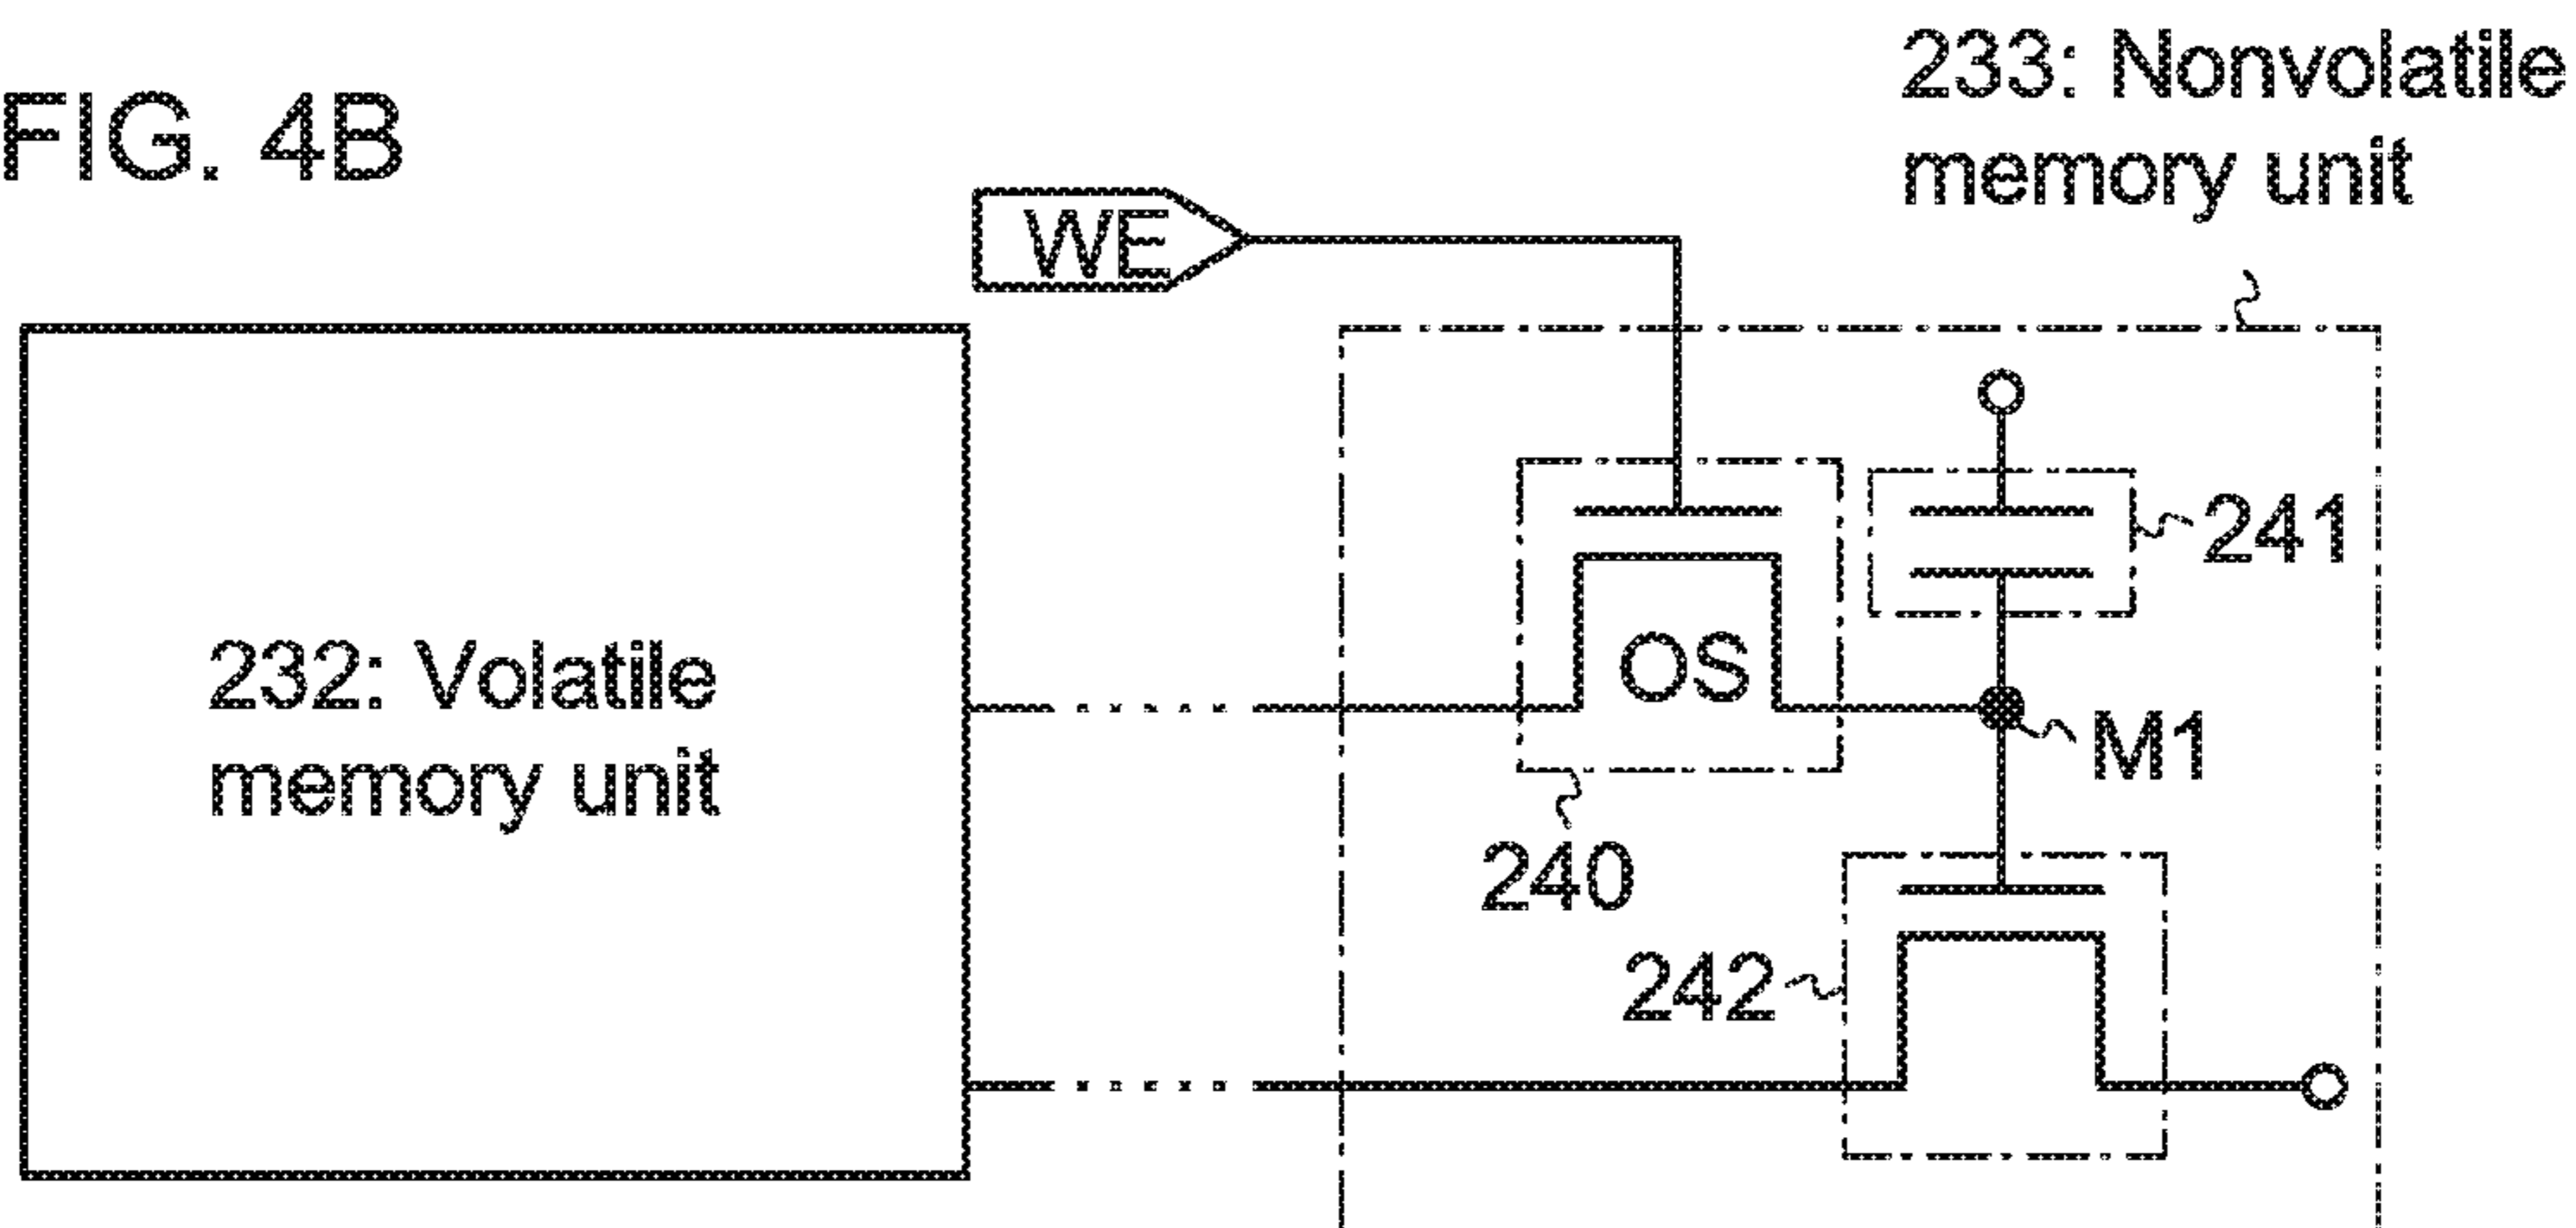 FIG. 4B
233: Nonvolatile
memory unit
WE
241
232: Volatile
memory unit
OS
M1
240
242